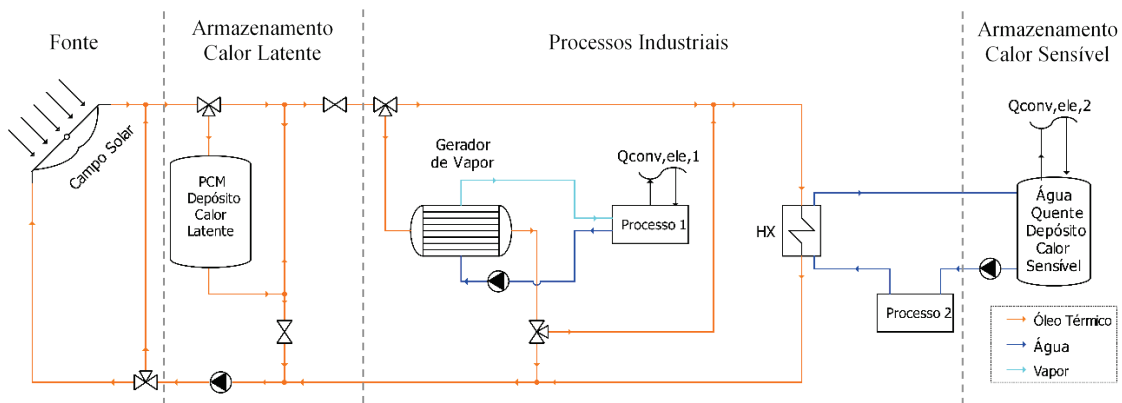 Fonte
Armazenamento
Calor Latente
Processos Industriais
Armazenamento
Calor Sensível
Campo Solar
PCM
Depósito
Calor
Latente
Gerador
de Vapor
Qconv,ele,1
Processo 1
HX
Qconv,ele,2
Água
Quente
Depósito
Calor
Sensível
Processo 2
Óleo Térmico
Água
Vapor